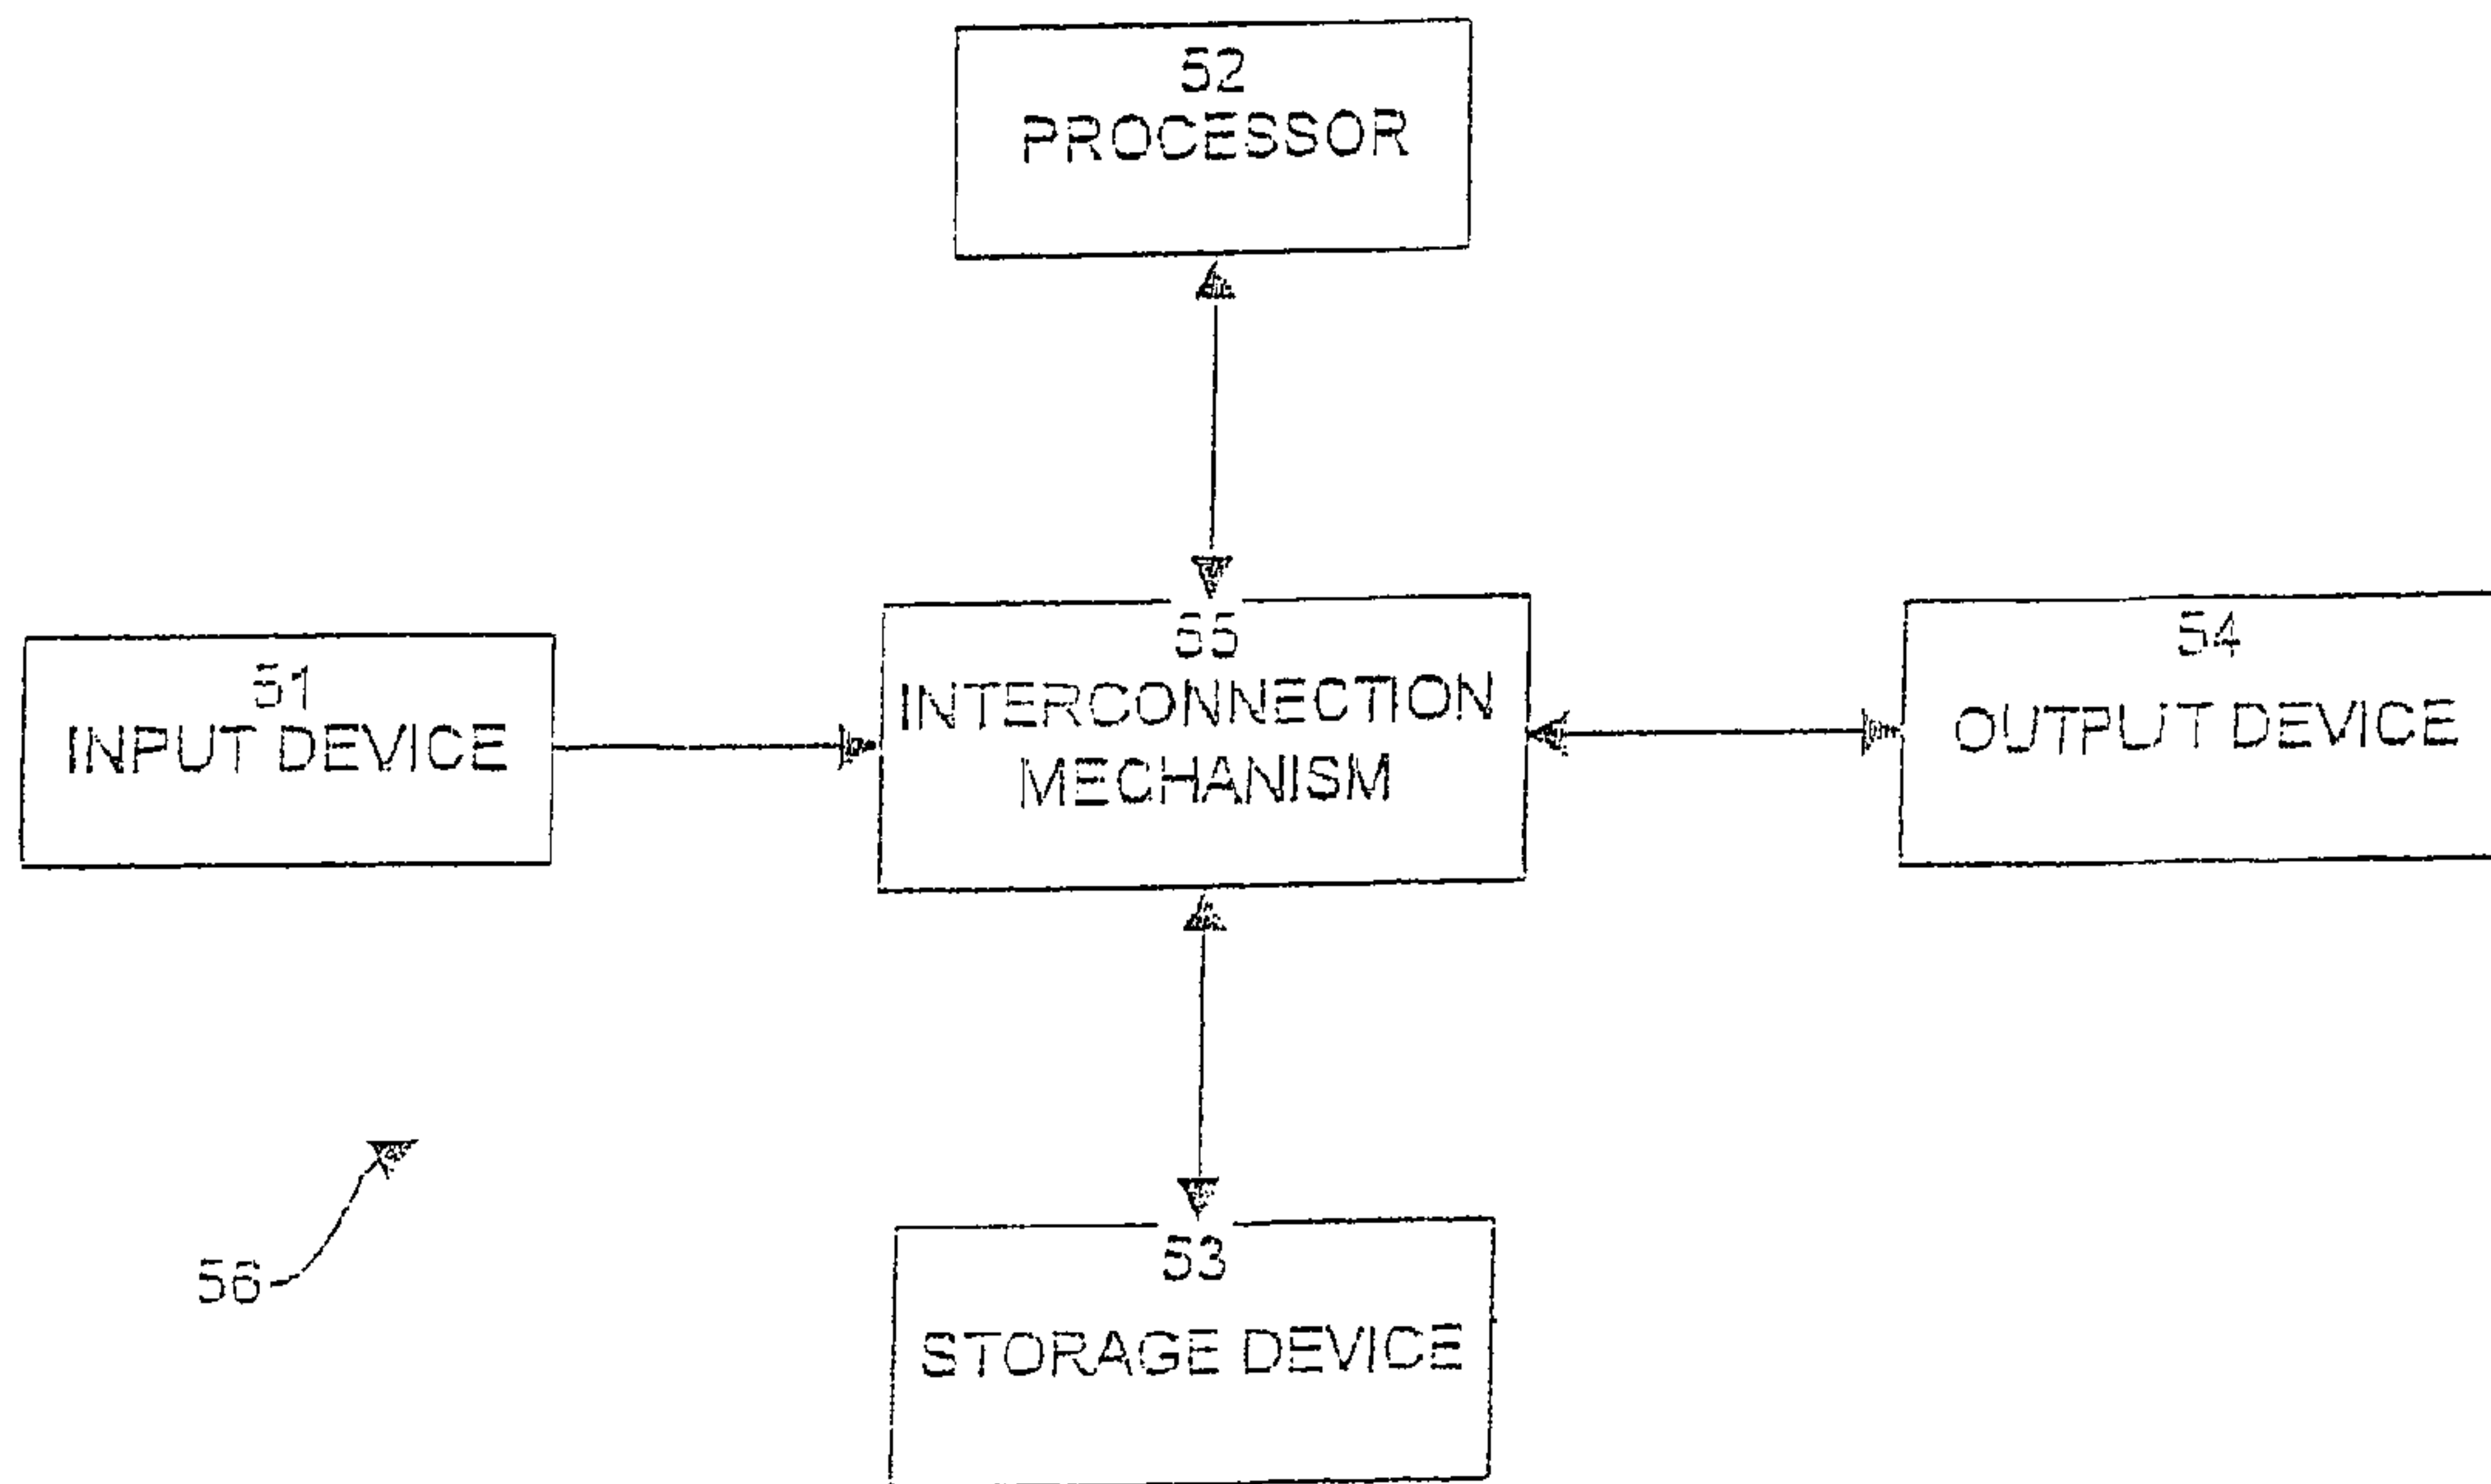 52
PROCESSOR
51
INPUT DEVICE
55
INTERCONNECTION
MECHANISM
54
OUTPUT DEVICE
56
53
STORAGE DEVICE